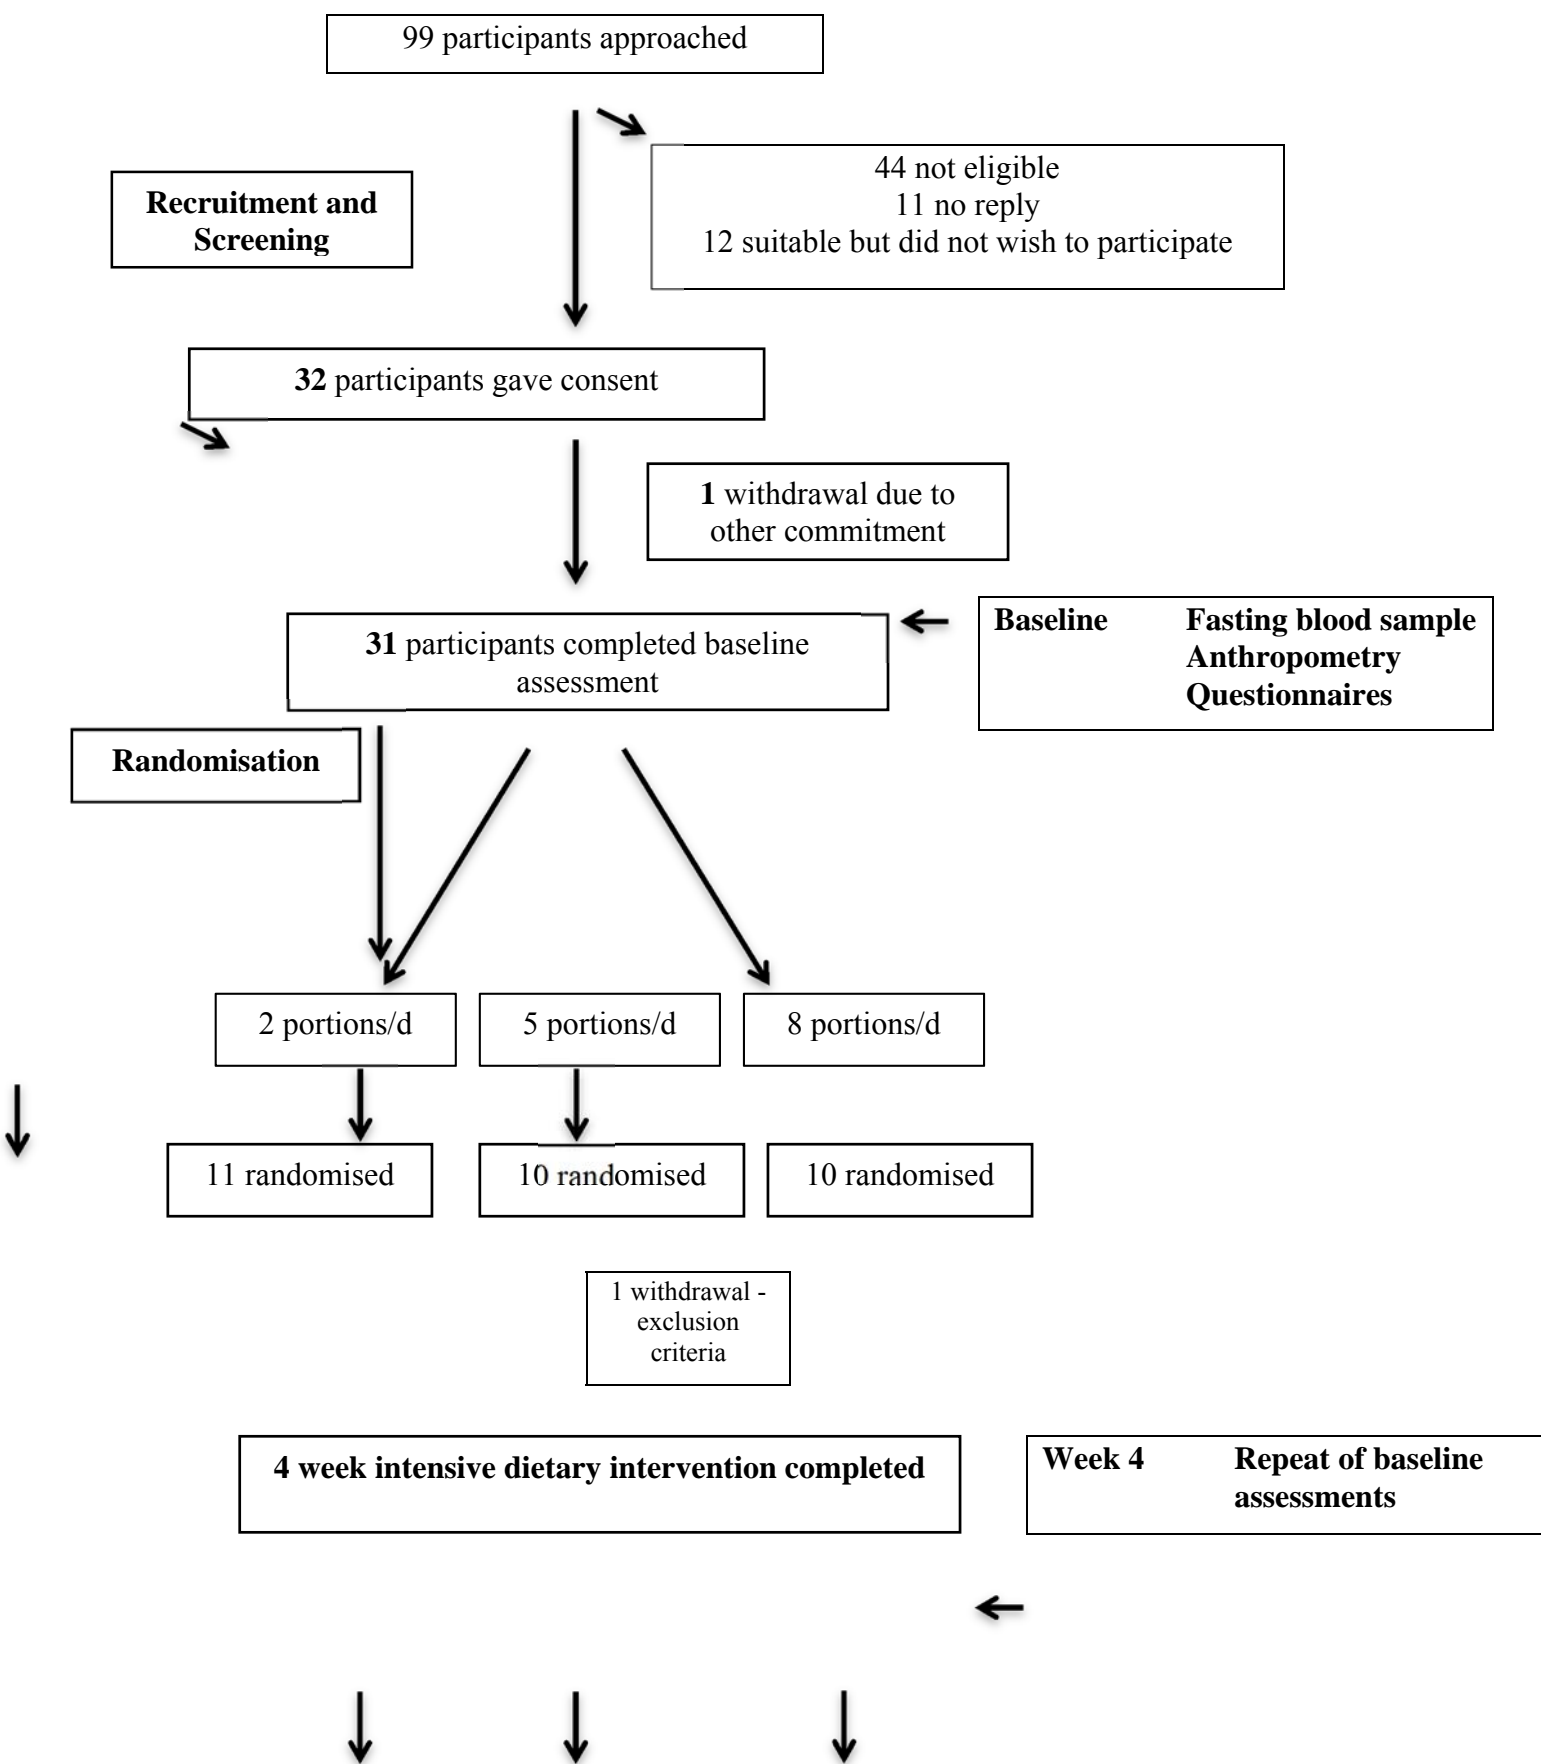 99 participants approached
44 not eligible
11 no reply
12 suitable but did not wish to participate
Recruitment and
Screening
32 participants gave consent
1 withdrawal due to
other commitment
31 participants completed baseline
assessment
Baseline Fasting blood sample
Anthropometry
Questionnaires
Randomisation
2 portions/d
5 portions/d
8 portions/d
11 randomised
10 randomised
10 randomised
1 withdrawal -
exclusion
criteria
4 week intensive dietary intervention completed
Week 4 Repeat of baseline
assessments